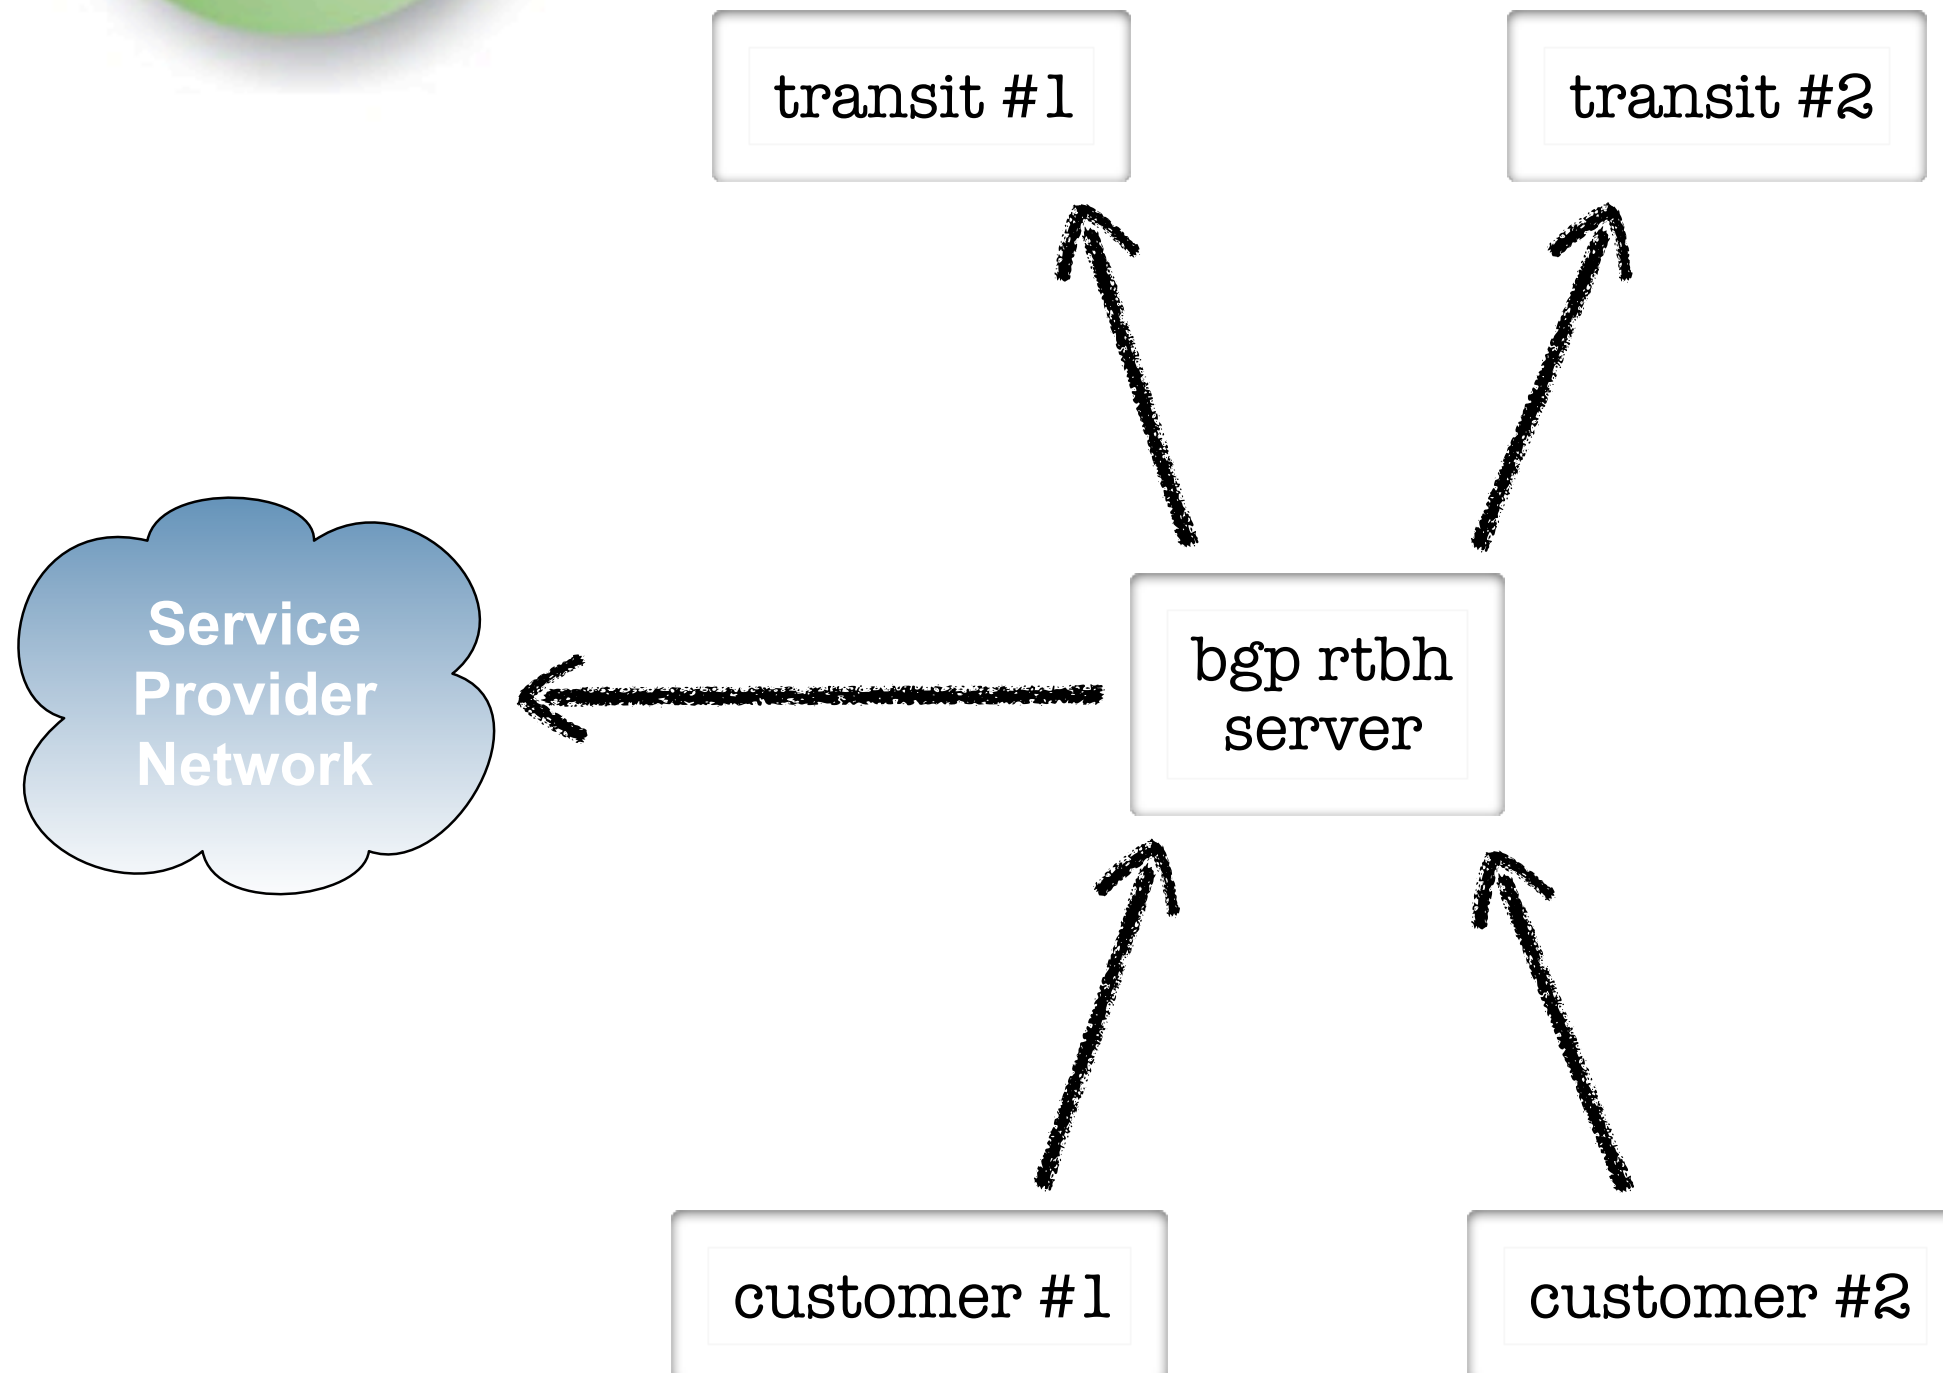 transit #1
transit #2
Service
Provider
Network
bgp rtbh
server
customer #1
customer #2